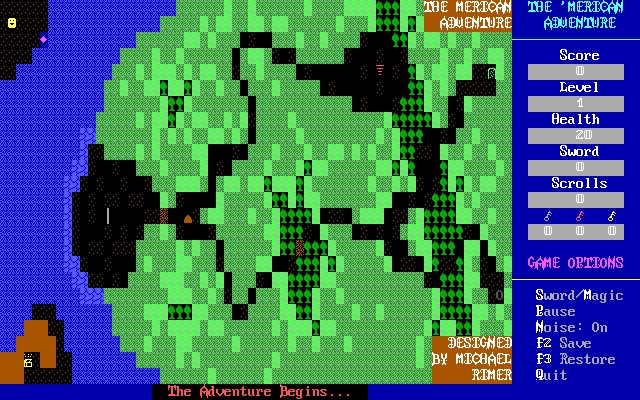 THE MERICAN
ADVENTURE
THE 'MERICAN
ADVENTURE
Score
0
Level
1
Health
20
Sword
0
Scrolls
0
0 0 0
GAME OPTIONS
Sword/Magic
Pause
Noise: On
F2 Save
F3 Restore
Quit
DESIGNED
BY MICHAEL
RIMER
The Adventure Begins...